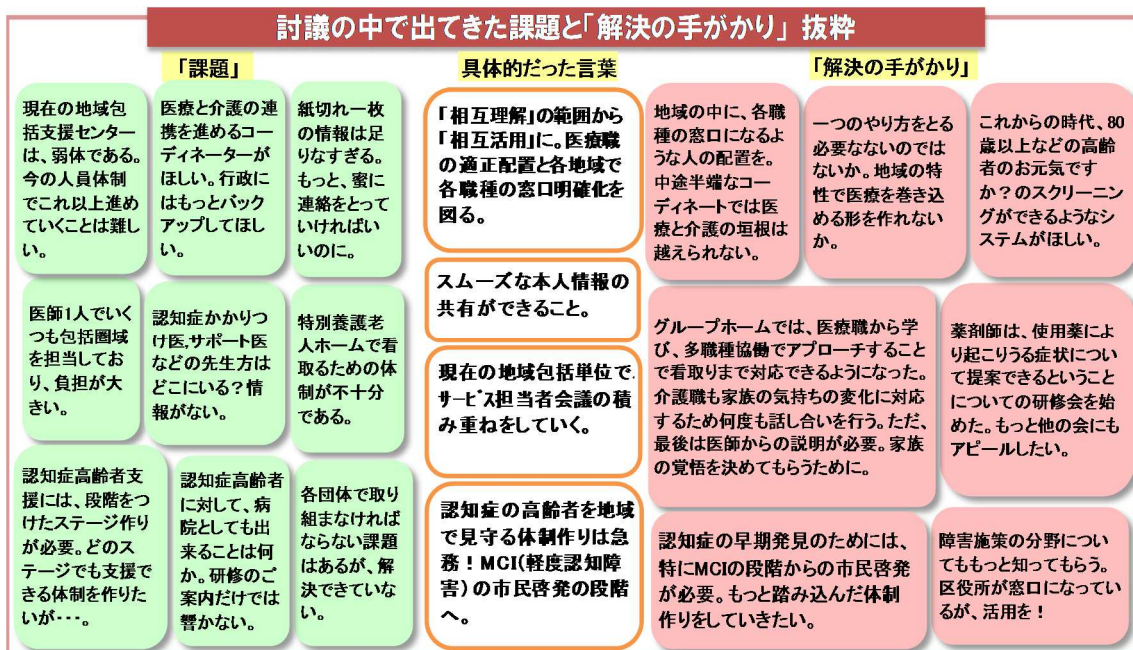 討議の中で出てきた課題と「解決の手がかり」 抜粋
「課題」
現在の地域包
括支援センター
は、弱体である。
今の人員体制
でこれ以上進め
ていくことは難し
い。
医療と介護の連
携を進めるコー
ディネーターが
ほしい。行政に
はもっとバック
アップしてほし
い。
紙切れ一枚
の情報は足
りなすぎる。
もっと、蜜に
連絡をとって
いければい
いのに。
医師1人でいく
つも包括圏域
を担当してお
り、負担が大
きい。
認知症かかりつ
け医,サポート医
などの先生方は
どこにいる？情
報がない。
特別養護老
人ホームで看
取るための体
制が不十分
である。
認知症高齢者支
援には、段階をつ
けたステージ作り
が必要。どのス
テージでも支援で
きる体制を作りた
いが･･･。
認知症高齢者
に対して、病
院としても出
来ることは何
か。研修のご
案内だけでは
響かない。
各団体で取り
組まなければ
ならない課題
はあるが、解
決できていな
い。
具体的だった言葉
「相互理解」の範囲から
「相互活用」に。医療職
の適正配置と各地域で
各職種の窓口明確化を
図る。
スムーズな本人情報の
共有ができること。
現在の地域包括単位で
ｻｰﾋﾞｽ担当者会議の積
み重ねをしていく。
認知症の高齢者を地域
で見守る体制作りは急
務！MCI(軽度認知障
害)の市民啓発の段階
へ。
「解決の手がかり」
地域の中に、各職
種の窓口になるよ
うな人の配置を。
中途半端なコー
ディネートでは医
療と介護の垣根は
越えられない。
一つのやり方をとる
必要なないのでは
ないか。地域の特
性で医療を巻き込
める形を作れない
か。
これからの時代、80
歳以上などの高齢
者のお元気です
か？のスクリーニン
グができるようなシ
ステムがほしい。
グループホームでは、医療職から学
び、多職種協働でアプローチすること
で看取りまで対応できるようになった。
介護職も家族の気持ちの変化に対応
するため何度も話し合いを行う。ただ、
最後は医師からの説明が必要。家族
の覚悟を決めてもらうために。
薬剤師は、使用薬によ
り起こりうる症状につい
て提案できるということ
についての研修会を始
めた。もっと他の会にも
アピールしたい。
認知症の早期発見のためには、
特にMCIの段階からの市民啓発
が必要。もっと踏み込んだ体制
作りをしていきたい。
障害施策の分野につい
てももっと知ってもらう。
区役所が窓口になってい
るが、活用を！